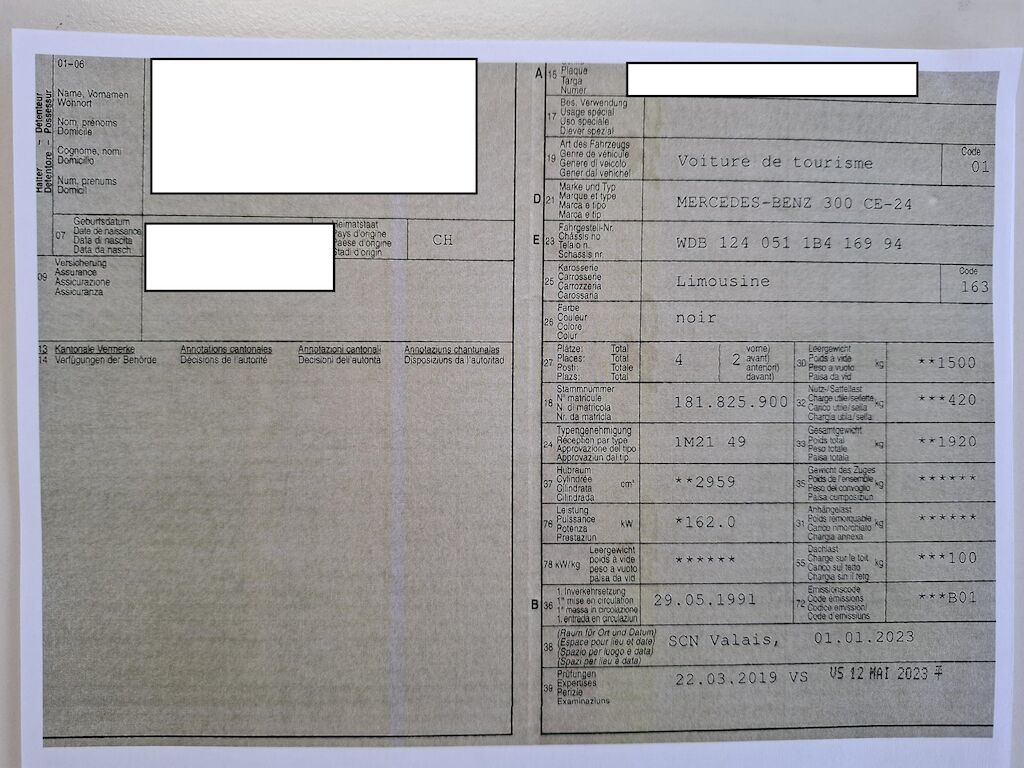 01-06
Halter – Détenteur
Detentore – Possessur
Name, Vornamen
Wohnort
Nom, prénoms
Domicile
Cognome, nomi
Domicilio
Num, prenums
Domicil
07 Geburtsdatum
Date de naissance
Data di nascita
Data da nasch.
Heimatstaat
Pays d'origine
Paese d'origine
Stadi d'origin
CH
09 Versicherung
Assurance
Assicurazione
Assicuranza
13 Kantonale Vermerke Annotations cantonales Annotazioni cantonali Annotaziuns chantunalas
14 Verfügungen der Behörde Décisions de l'autorité Decisioni dell'autorità Disposiziuns da l'autoritad
A 15
Plaque
Targa
Numer
17 Bes. Verwendung
Usage spécial
Uso speciale
Diever spezial
19 Art des Fahrzeugs
Genre de véhicule
Genere di veicolo
Gener dal vehichel
Voiture de tourisme
Code
01
D 21 Marke und Typ
Marque et type
Marca e tipo
Marca e tip
MERCEDES-BENZ 300 CE-24
E 23 Fahrgestell-Nr.
Châssis no
Telaio n.
Schassis nr.
WDB 124 051 1B4 169 94
25 Karosserie
Carrosserie
Carrozzeria
Carossaria
Limousine
Code
163
26 Farbe
Couleur
Colore
Colur
noir
27 Plätze: Total
Places: Total
Posti: Totale
Plazs: Total
4
2
vorne)
avant)
anteriori)
davant)
30 Leergewicht
Poids à vide
Peso a vuoto
Paisa da vid
kg
**1500
18 Stammnummer
N° matricule
N. di matricola
Nr. da matricla
181.825.900
32 Nutz-/Sattellast
Charge utile/sellette
Carico utile/sella
Chargia utila/sella
kg
***420
24 Typengenehmigung
Réception par type
Approvazione del tipo
Approvaziun dal tip
1M21 49
33 Gesamtgewicht
Poids total
Peso totale
Paisa totala
kg
**1920
37 Hubraum
Cylindrée
Cilindrata
Cilindrada
cm³
**2959
35 Gewicht des Zuges
Poids de l'ensemble
Peso del convoglio
Paisa cumposiziun
kg
******
76 Leistung
Puissance
Potenza
Prestaziun
kW
*162.0
31 Anhängelast
Poids remorquable
Carico rimorchiato
Chargia annexa
kg
******
78 kW/kg
Leergewicht
poids à vide
peso a vuoto
paisa da vid
******
55 Dachlast
Charge sur le toit
Carico sul tetto
Chargia sin il tetg
kg
***100
B 36 1. Inverkehrsetzung
1re mise en circulation
1a messa in circolazione
1. entrada en circulaziun
29.05.1991
72 Emissionscode
Code émissions
Codice emissioni
Code d'emissiuns
***B01
38 (Raum für Ort und Datum)
(Espace pour lieu et date)
(Spazio per luogo e data)
(Spazi per lieu e data)
SCN Valais, 01.01.2023
39 Prüfungen
Expertises
Perizie
Examinaziuns
22.03.2019 VS
VS 12 MAI 2023